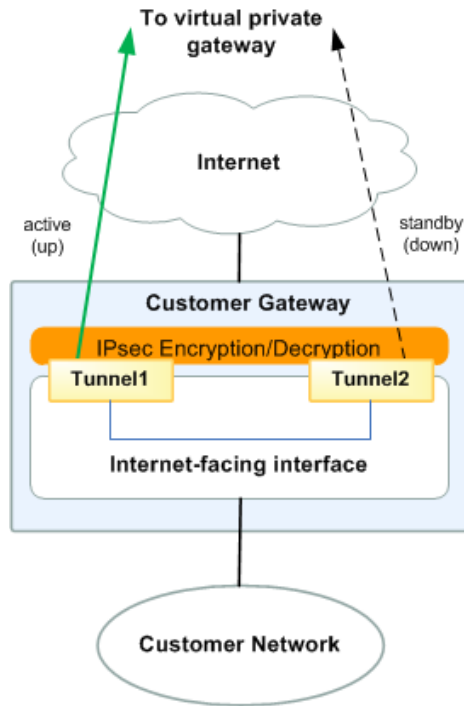 To virtual private
gateway
Internet
active
(up)
standby
(down)
Customer Gateway
IPsec Encryption/Decryption
Tunnel1
Tunnel2
Internet-facing interface
Customer Network